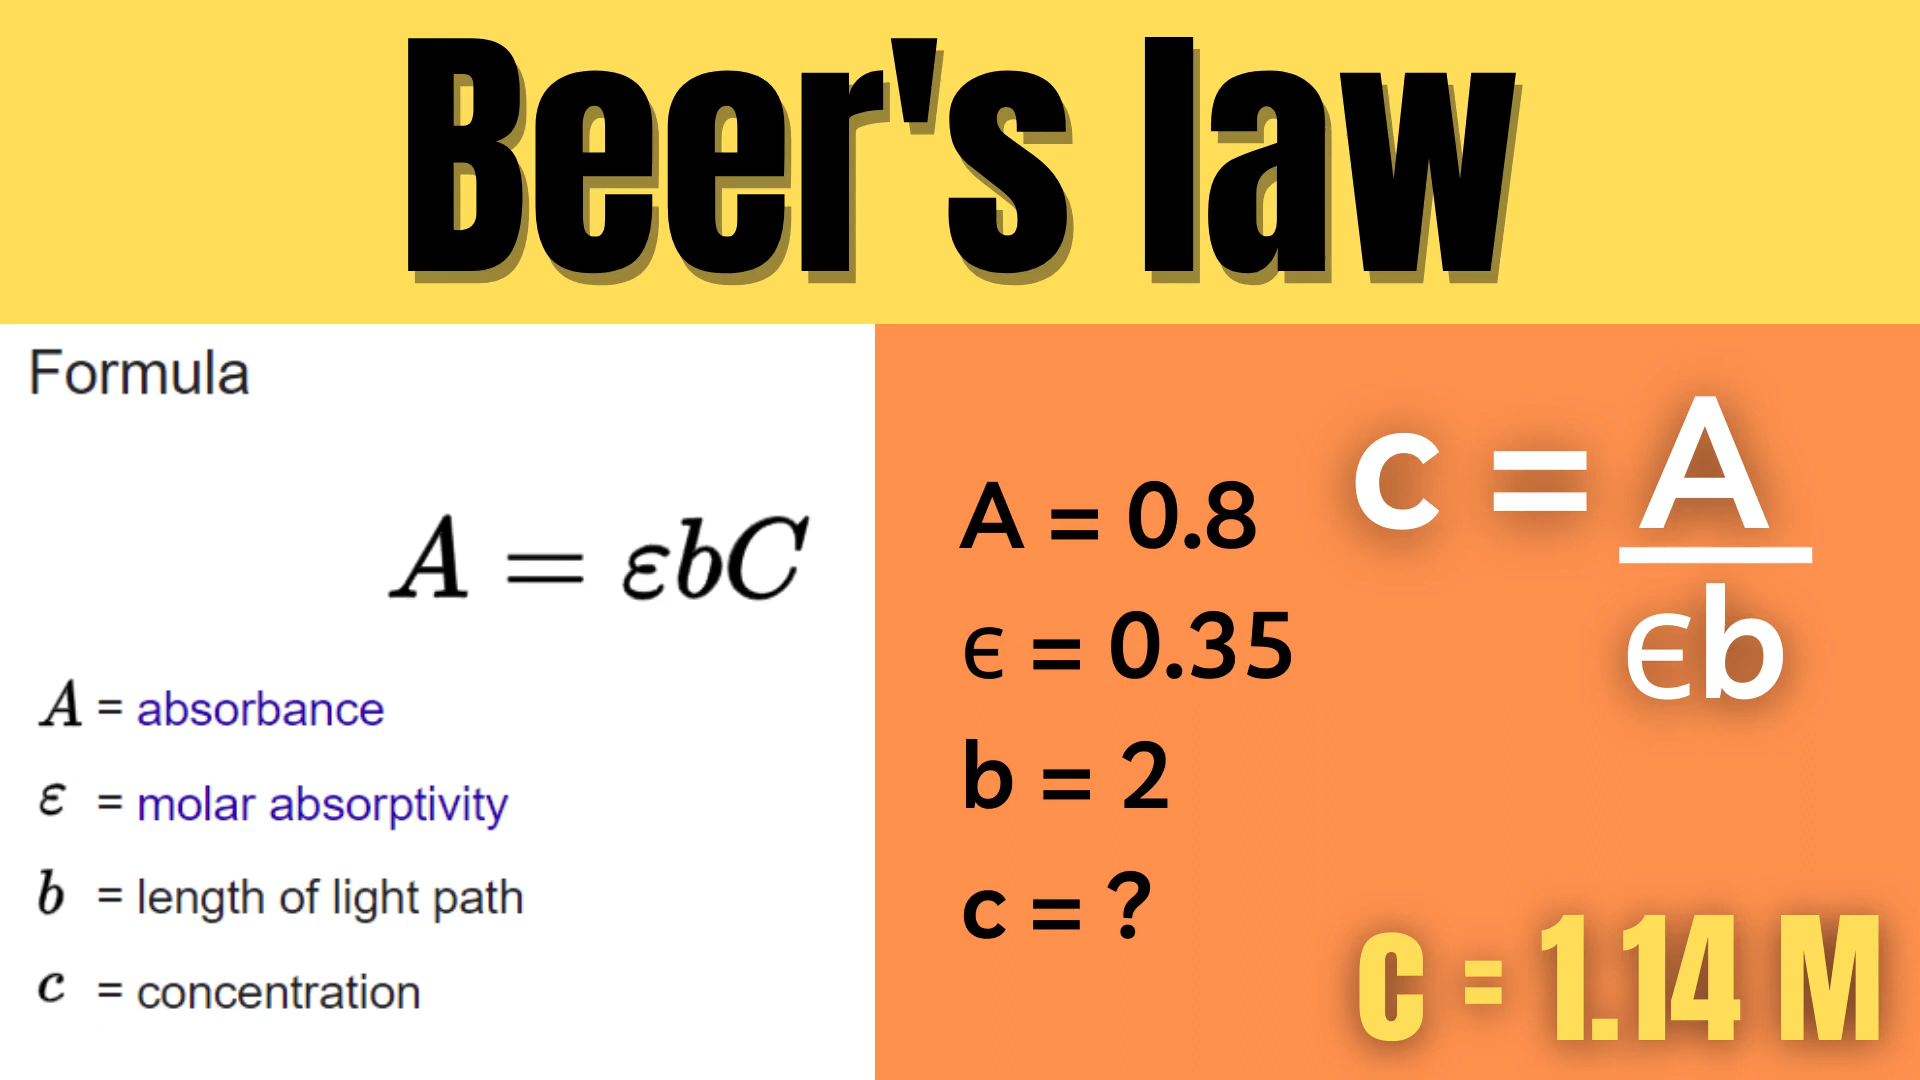 Beer's law
Formula
A = εbC
A = absorbance
ε = molar absorptivity
b = length of light path
c = concentration
A = 0.8
ϵ = 0.35
b = 2
c = ?
c = A
ϵb
C = 1.14 M